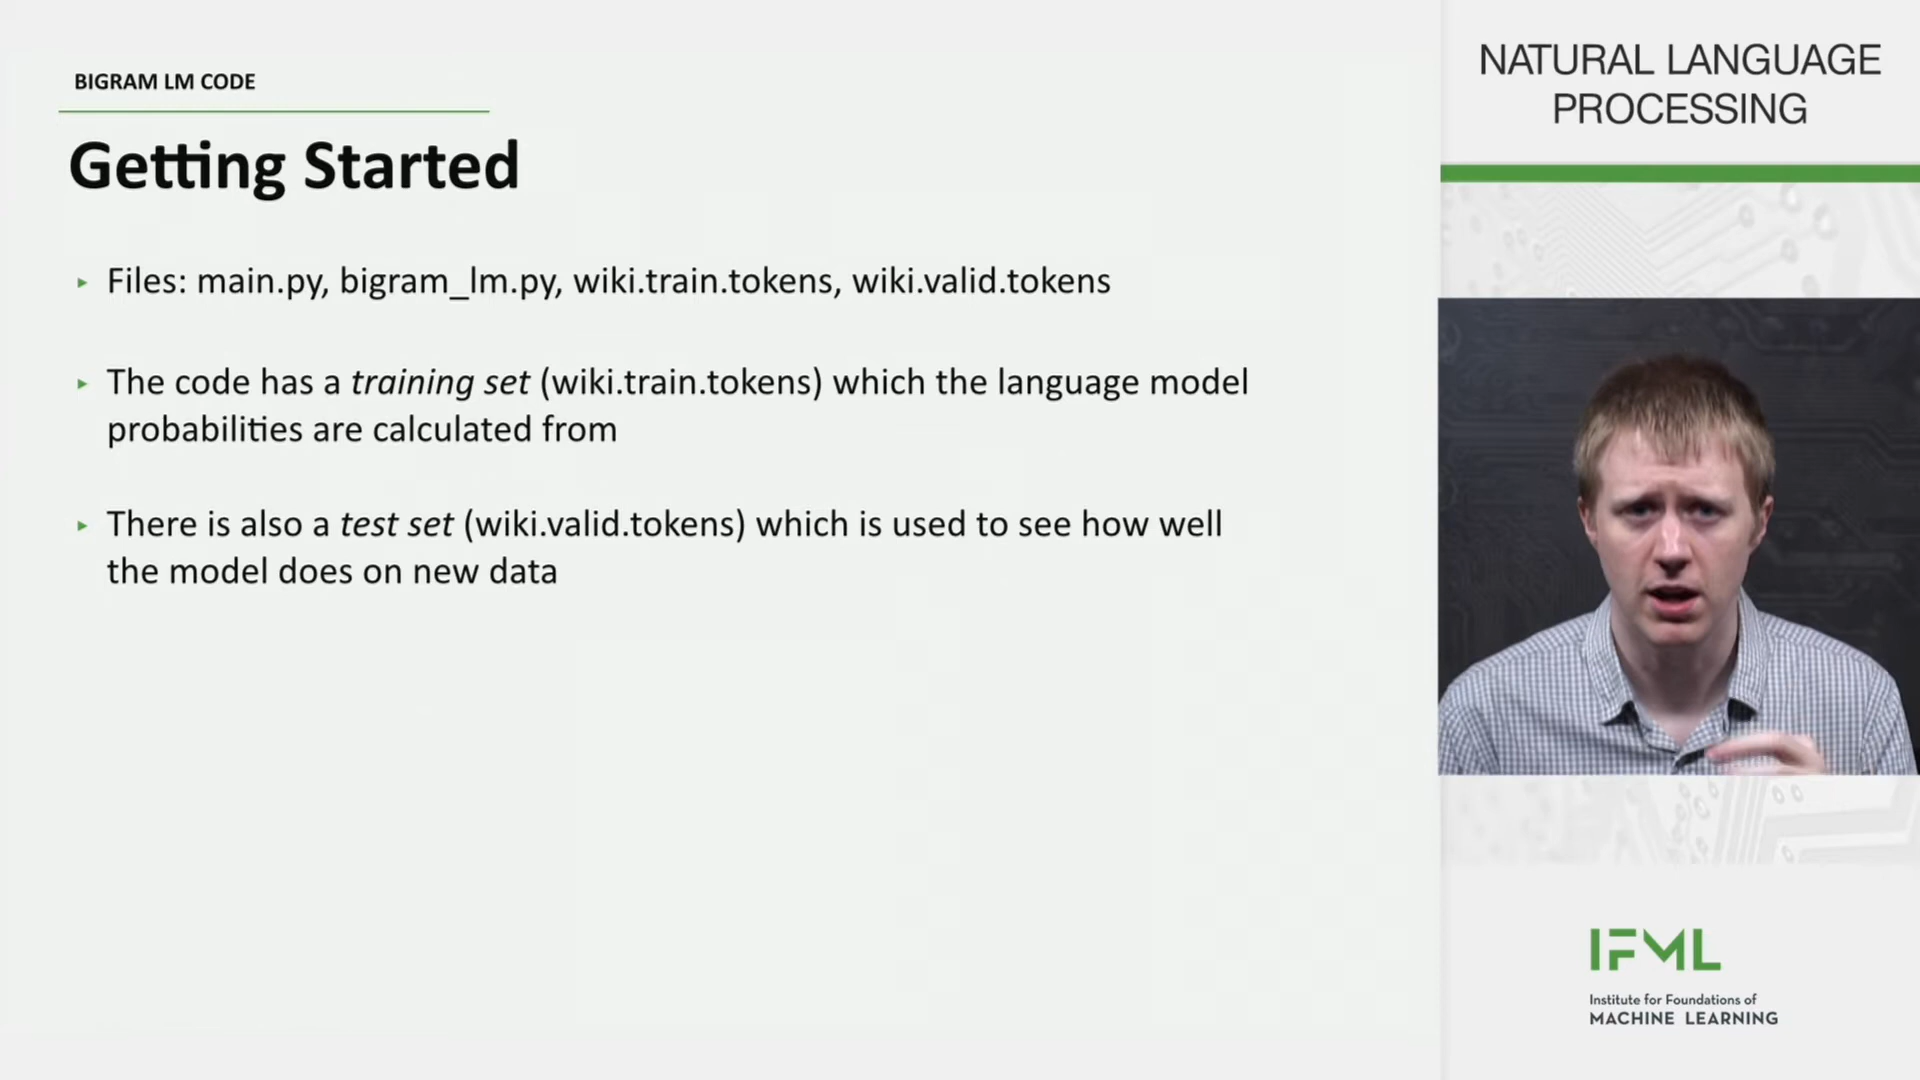 BIGRAM LM CODE
Getting Started
Files: main.py, bigram_lm.py, wiki.train.tokens, wiki.valid.tokens
The code has a training set (wiki.train.tokens) which the language model
probabilities are calculated from
There is also a test set (wiki.valid.tokens) which is used to see how well
the model does on new data
NATURAL LANGUAGE
PROCESSING
IFML
Institute for Foundations of
MACHINE LEARNING